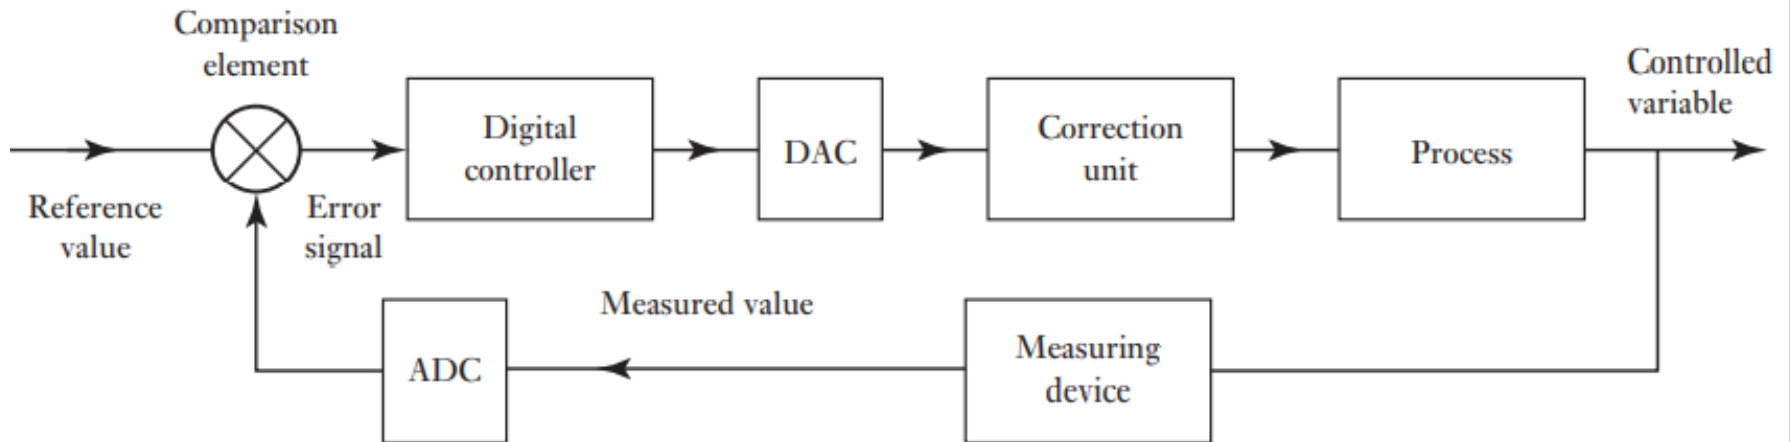 Comparison
element
Controlled
variable
Digital
controller
DAC
Correction
unit
Process
Reference
value
Error
signal
Measured value
ADC
Measuring
device